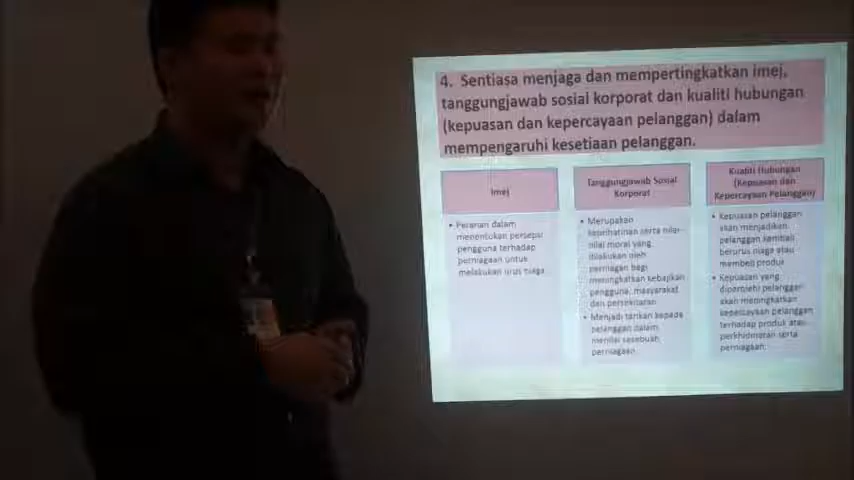 4. Sentiasa menjaga dan mempertingkatkan imej,
tanggungjawab sosial korporat dan kualiti hubungan
(kepuasan dan kepercayaan pelanggan) dalam
mempengaruhi kesetiaan pelanggan.
Imej
• Peranan dalam
menentukan persepsi
pengguna terhadap
perniagaan untuk
melakukan urus niaga.
Tanggungjawab Sosial
Korporat
• Merupakan
keprihatinan serta nilai-
nilai moral yang
dilakukan oleh
perniagan bagi
meningkatkan kebajikan
pengguna, masyarakat
dan persekitaran
• Menjadi tarikan kepada
pelanggan dalam
menilai sesebuah
perniagaan.
Kualiti Hubungan
(Kepuasan dan
Kepercayaan Pelanggan)
• Kepuasan pelanggan
akan menjadikan
pelanggan kembali
berurus niaga atau
membeli produk
• Kepuasan yang
diperolehi pelanggan
akan meningkatkan
kepercayaan pelanggan
terhadap produk atau
perkhidmatan serta
perniagaan.